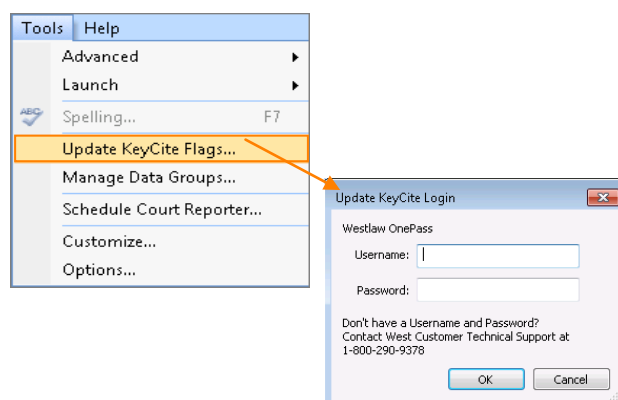 Tools Help
Advanced
Launch
ABC
Spelling... F7
Update KeyCite Flags...
Manage Data Groups...
Schedule Court Reporter...
Customize...
Options...
Update KeyCite Login
Westlaw OnePass
Username:
Password:
Don't have a Username and Password?
Contact West Customer Technical Support at
1-800-290-9378
OK Cancel